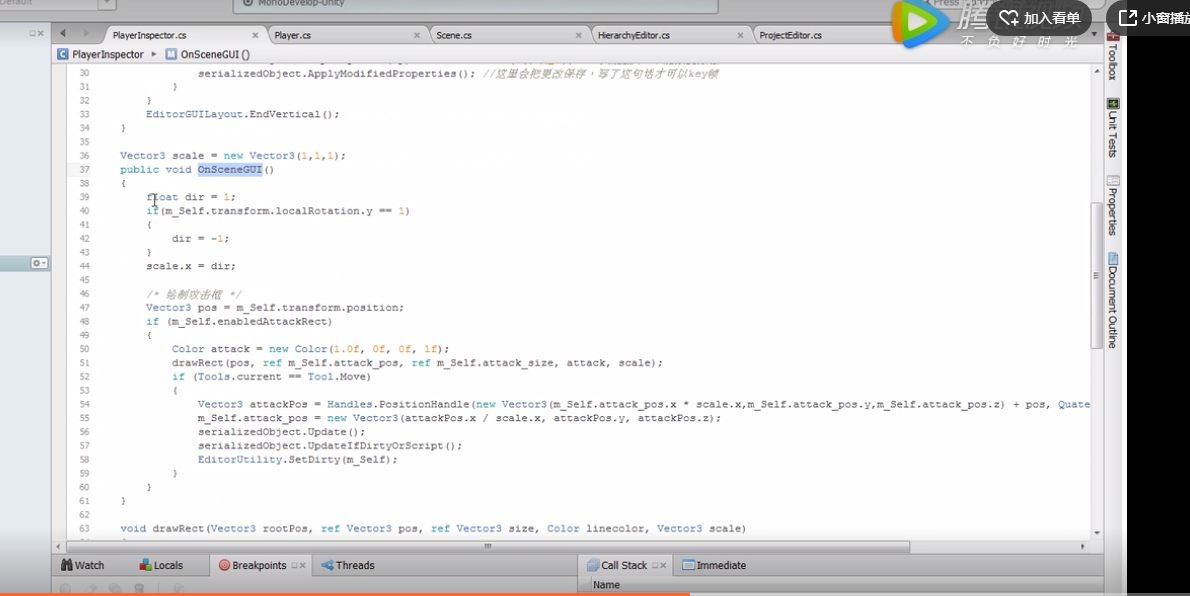 Default
MonoDevelop-Unity
Press
加入看单
小窗播放
不 负 好 时 光
PlayerInspector.cs
Player.cs
Scene.cs
HierarchyEditor.cs
ProjectEditor.cs
PlayerInspector
OnSceneGUI ()
30 serializedObject.ApplyModifiedProperties(); //这里会把更改保存，写了这句话才可以key帧
31 }
32 }
33 EditorGUILayout.EndVertical();
34 }
35
36 Vector3 scale = new Vector3(1,1,1);
37 public void OnSceneGUI()
38 {
39 float dir = 1;
40 if(m_Self.transform.localRotation.y == 1)
41 {
42 dir = -1;
43 }
44 scale.x = dir;
45
46 /* 绘制攻击框 */
47 Vector3 pos = m_Self.transform.position;
48 if (m_Self.enabledAttackRect)
49 {
50 Color attack = new Color(1.0f, 0f, 0f, 1f);
51 drawRect(pos, ref m_Self.attack_pos, ref m_Self.attack_size, attack, scale);
52 if (Tools.current == Tool.Move)
53 {
54 Vector3 attackPos = Handles.PositionHandle(new Vector3(m_Self.attack_pos.x * scale.x,m_Self.attack_pos.y,m_Self.attack_pos.z) + pos, Quate
55 m_Self.attack_pos = new Vector3(attackPos.x / scale.x, attackPos.y, attackPos.z);
56 serializedObject.Update();
57 serializedObject.UpdateIfDirtyOrScript();
58 EditorUtility.SetDirty(m_Self);
59 }
60 }
61 }
62
63 void drawRect(Vector3 rootPos, ref Vector3 pos, ref Vector3 size, Color linecolor, Vector3 scale)
Toolbox
Unit Tests
Properties
Document Outline
Watch
Locals
Breakpoints
Threads
Call Stack
Immediate
Name